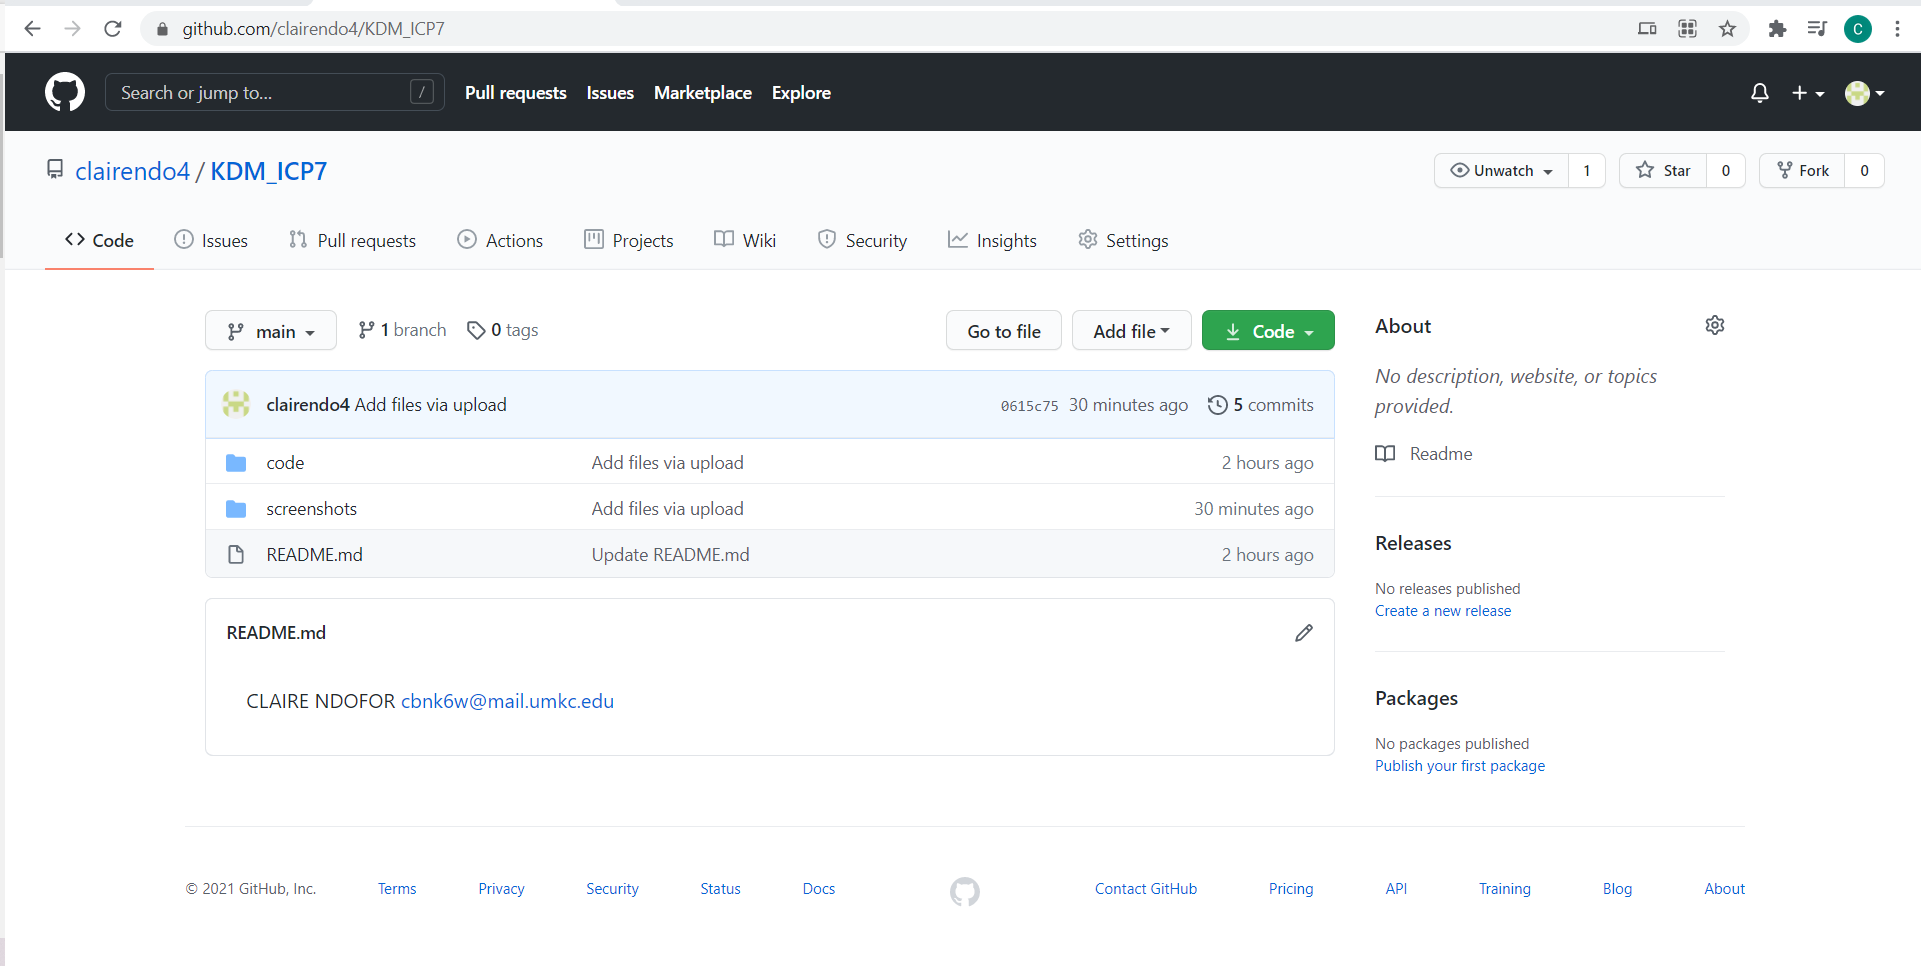 github.com/clairendo4/KDM_ICP7
C
Search or jump to... /
Pull requests Issues Marketplace Explore
clairendo4 / KDM_ICP7
Unwatch 1 Star 0 Fork 0
Code Issues Pull requests Actions Projects Wiki Security Insights Settings
main 1 branch 0 tags Go to file Add file Code
clairendo4 Add files via upload 0615c75 30 minutes ago 5 commits
code Add files via upload 2 hours ago
screenshots Add files via upload 30 minutes ago
README.md Update README.md 2 hours ago
README.md
CLAIRE NDOFOR cbnk6w@mail.umkc.edu
About
No description, website, or topics
provided.
Readme
Releases
No releases published
Create a new release
Packages
No packages published
Publish your first package
© 2021 GitHub, Inc. Terms Privacy Security Status Docs Contact GitHub Pricing API Training Blog About